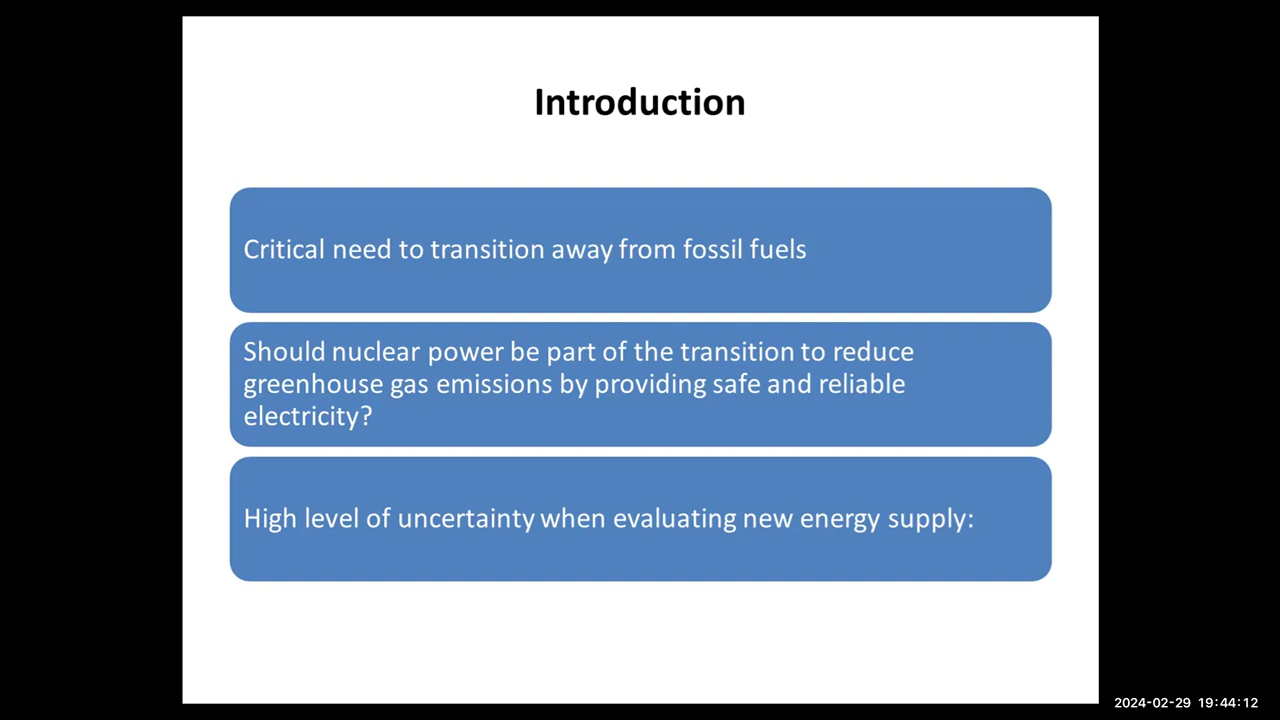 Introduction
Critical need to transition away from fossil fuels
Should nuclear power be part of the transition to reduce
greenhouse gas emissions by providing safe and reliable
electricity?
High level of uncertainty when evaluating new energy supply:
2024-02-29 19:44:12